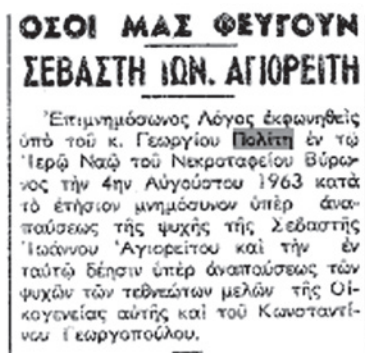 ΟΣΟΙ ΜΑΣ ΦΕΥΓΟΥΝ
ΣΕΒΑΣΤΗ ΙΩΝ. ΑΓΙΟΡΕΙΤΗ
Ἐπιμνημόσωνος Λόγος ἐκφωνηθεὶς
ὑπὸ τοῦ κ. Γεωργίου Πολίτη ἐν τῷ
Ἱερῷ Ναῷ τοῦ Νεκροταφείου Βύρω-
νος τὴν 4ην Αὐγούστου 1963 κατὰ
τὸ ἐτήσιον μνημόσυνον ὑπὲρ ἀνα-
παύσεως τῆς ψυχῆς τῆς Σεβαστῆς
Ἰωάννου Ἁγιορείτου καὶ τὴν ἐν
ταὐτῷ δέησιν ὑπὲρ ἀναπαύσεως τῶν
ψυχῶν τῶν τεθνεώτων μελῶν τῆς Οἰ-
κογενείας αὐτῆς καὶ τοῦ Κωνσταντί-
νου Γεωργοπούλου.